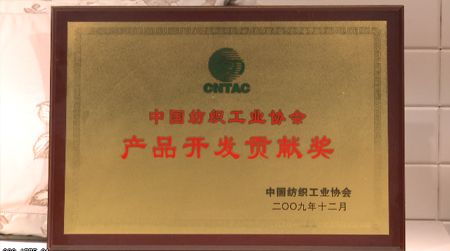 CNTAC
中国纺织工业协会
产品开发贡献奖
中国纺织工业协会
二〇〇九年十二月